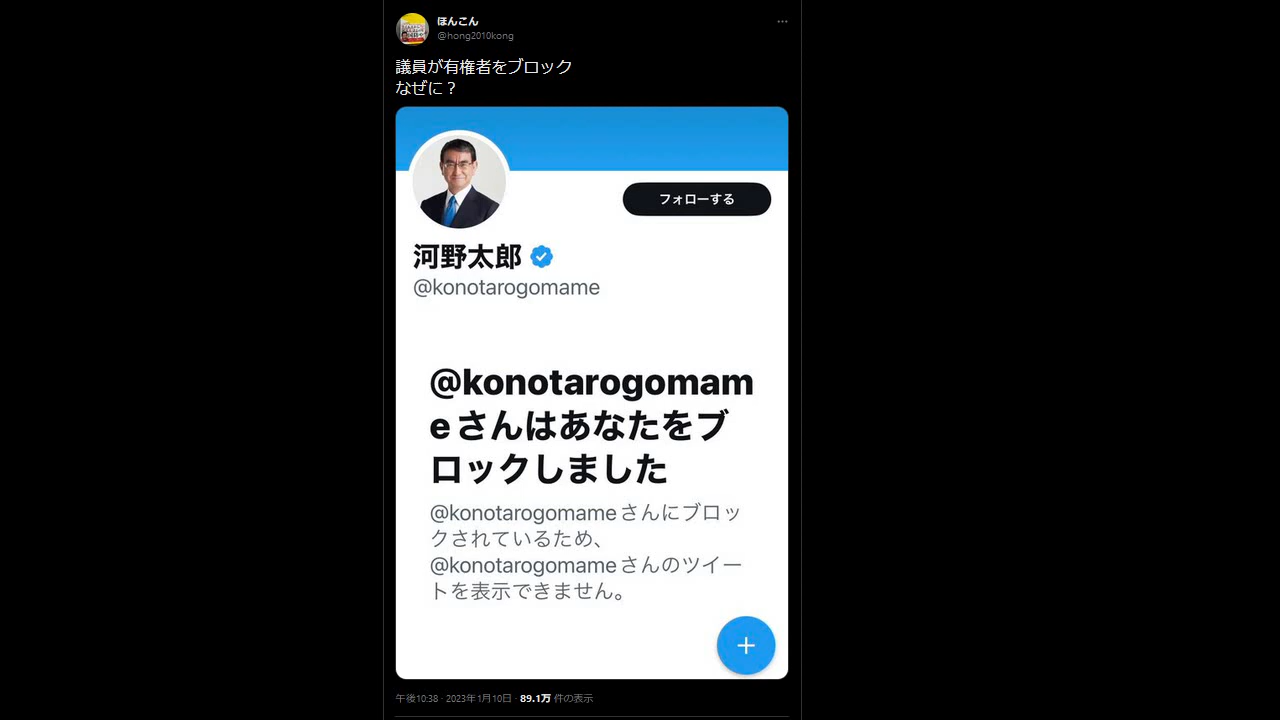 ほんこん
@hong2010kong
議員が有権者をブロック
なぜに？
フォローする
河野太郎
@konotarogomame
@konotarogomam
eさんはあなたをブ
ロックしました
@konotarogomameさんにブロッ
クされているため、
@konotarogomameさんのツイー
トを表示できません。
午後10:38 · 2023年1月10日 · 89.1万 件の表示